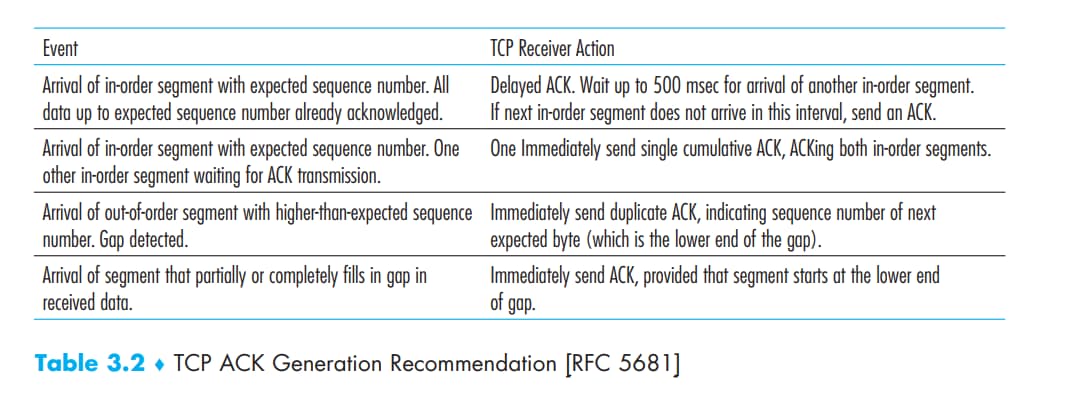 Event TCP Receiver Action
Arrival of in-order segment with expected sequence number. All
data up to expected sequence number already acknowledged.
Delayed ACK. Wait up to 500 msec for arrival of another in-order segment.
If next in-order segment does not arrive in this interval, send an ACK.
Arrival of in-order segment with expected sequence number. One
other in-order segment waiting for ACK transmission.
One Immediately send single cumulative ACK, ACKing both in-order segments.
Arrival of out-of-order segment with higher-than-expected sequence
number. Gap detected.
Immediately send duplicate ACK, indicating sequence number of next
expected byte (which is the lower end of the gap).
Arrival of segment that partially or completely fills in gap in
received data.
Immediately send ACK, provided that segment starts at the lower end
of gap.
Table 3.2 ♦ TCP ACK Generation Recommendation [RFC 5681]